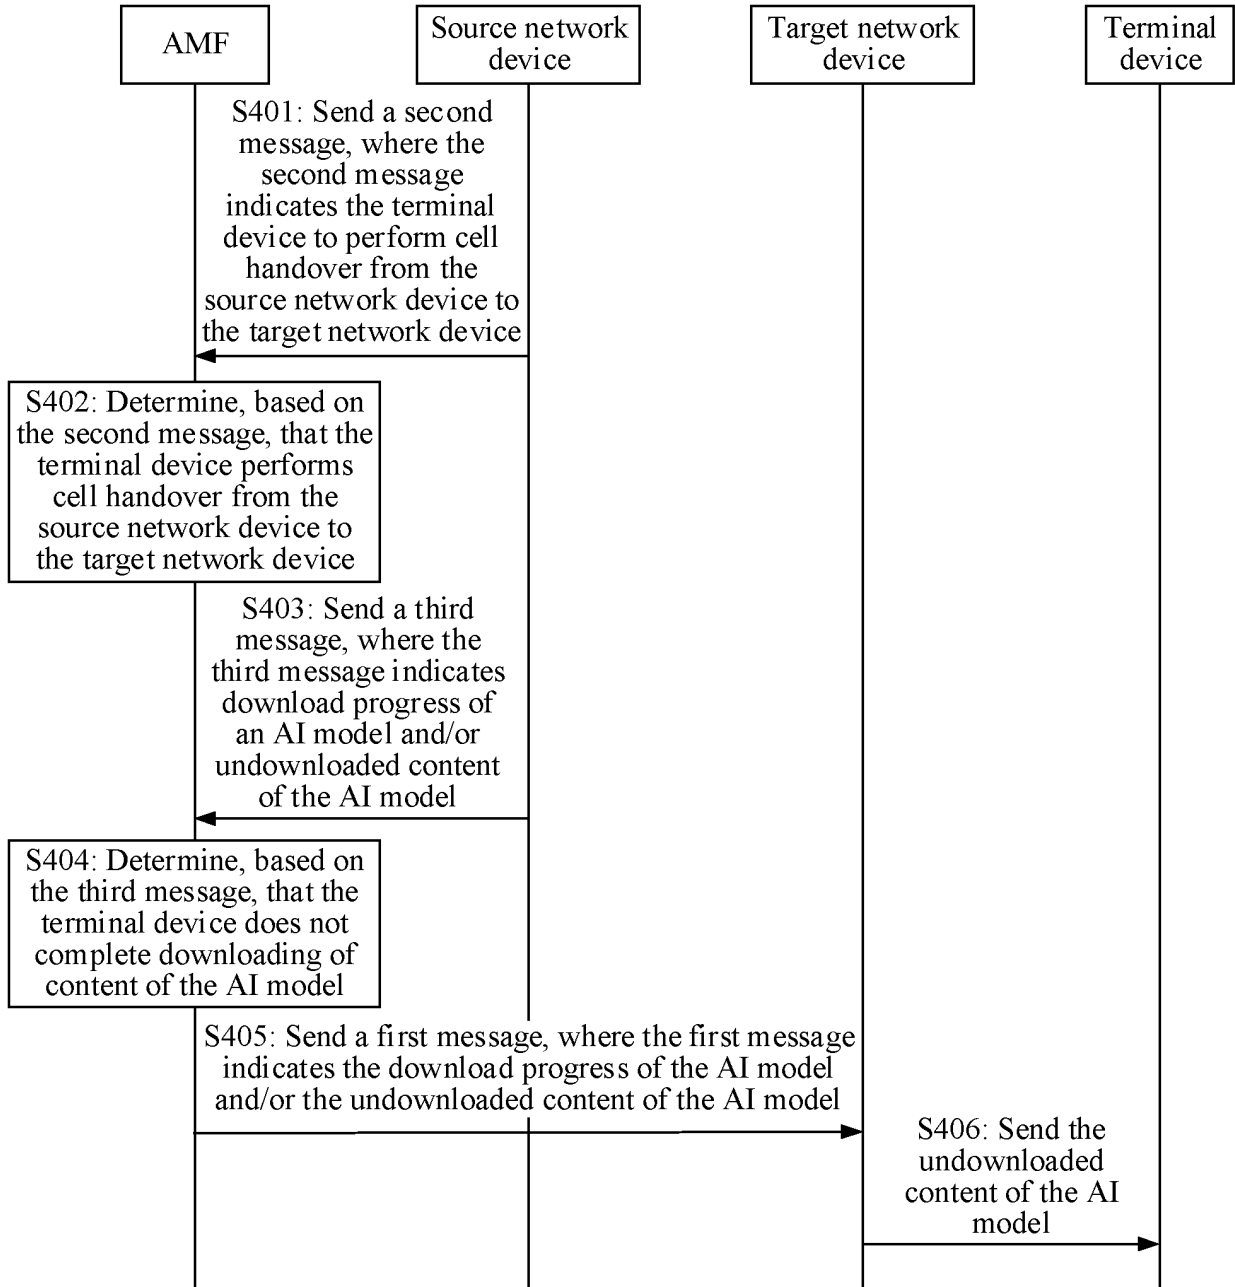 AMF
Source network
device
Target network
device
Terminal
device
S401: Send a second
message, where the
second message
indicates the terminal
device to perform cell
handover from the
source network device to
the target network device
S402: Determine, based on
the second message, that the
terminal device performs
cell handover from the
source network device to
the target network device
S403: Send a third
message, where the
third message indicates
download progress of
an AI model and/or
undownloaded content
of the AI model
S404: Determine, based on
the third message, that the
terminal device does not
complete downloading of
content of the AI model
S405: Send a first message, where the first message
indicates the download progress of the AI model
and/or the undownloaded content of the AI model
S406: Send the
undownloaded
content of the AI
model